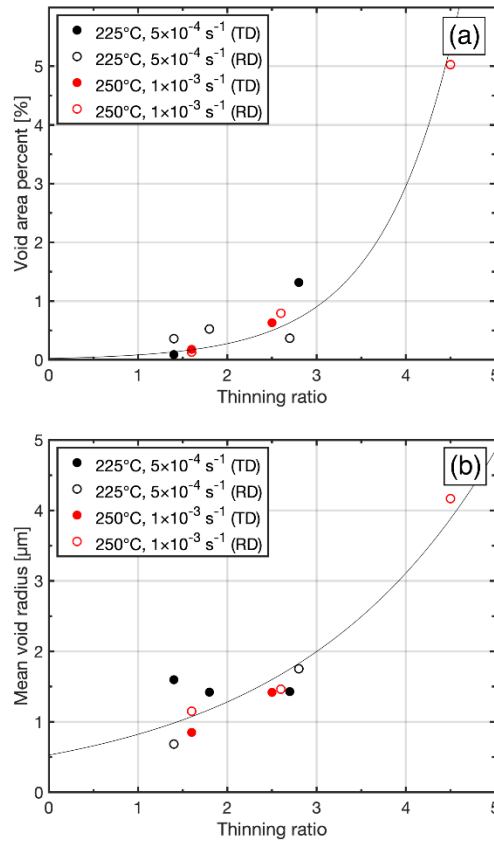 225°C, 5×10⁻⁴ s⁻¹ (TD)
225°C, 5×10⁻⁴ s⁻¹ (RD)
250°C, 1×10⁻³ s⁻¹ (TD)
250°C, 1×10⁻³ s⁻¹ (RD)
(a)
Void area percent [%]
5
4
3
2
1
0
0 1 2 3 4 5
Thinning ratio
225°C, 5×10⁻⁴ s⁻¹ (TD)
225°C, 5×10⁻⁴ s⁻¹ (RD)
250°C, 1×10⁻³ s⁻¹ (TD)
250°C, 1×10⁻³ s⁻¹ (RD)
(b)
Mean void radius [μm]
5
4
3
2
1
0
0 1 2 3 4 5
Thinning ratio